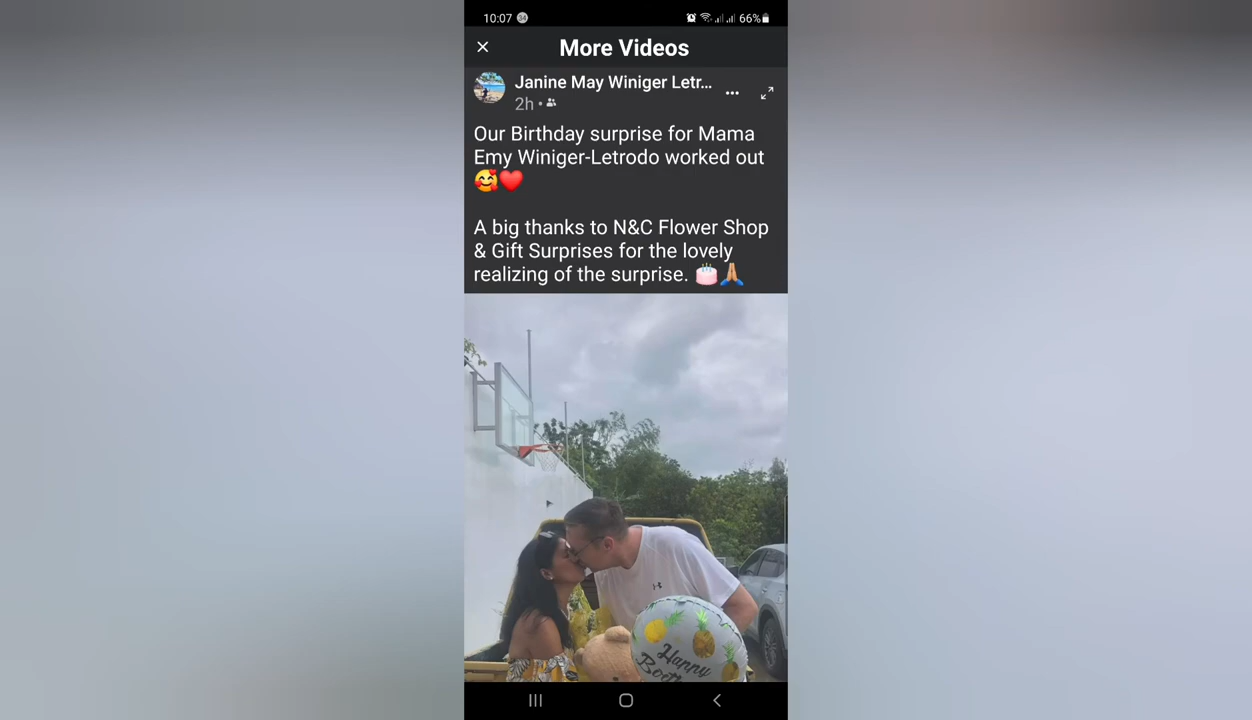 10:07 34 66%
More Videos
Janine May Winiger Letr...
2h
Our Birthday surprise for Mama
Emy Winiger-Letrodo worked out
🥰❤️
A big thanks to N&C Flower Shop
& Gift Surprises for the lovely
realizing of the surprise. 🎂🙏🏽
Happy